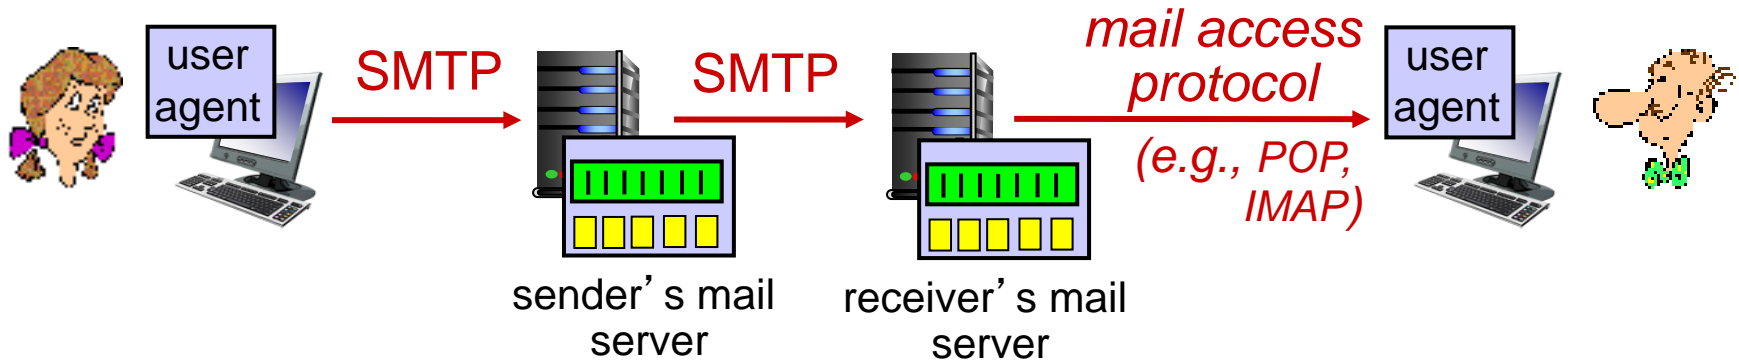 user
agent
SMTP
SMTP
mail access
protocol
(e.g., POP,
IMAP)
user
agent
sender’s mail
server
receiver’s mail
server